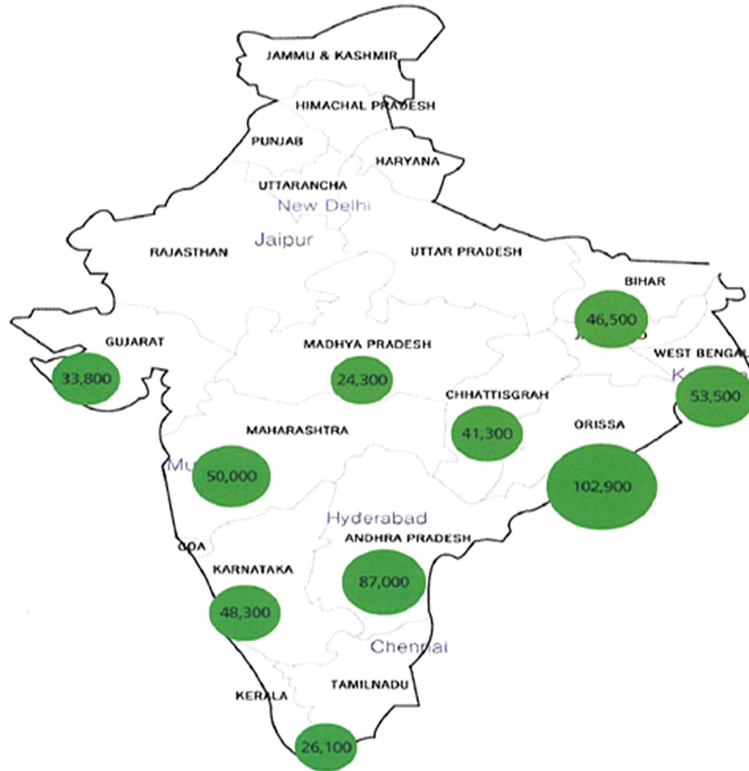 JAMMU & KASHMIR
HIMACHAL PRADESH
PUNJAB
HARYANA
UTTARANCHA
New Delhi
Jaipur
RAJASTHAN
UTTAR PRADESH
BIHAR
46,500
GUJARAT
MADHYA PRADESH
WEST BENGAL
33,800
24,300
CHHATTISGRAH
53,500
MAHARASHTRA
41,300
ORISSA
50,000
102,900
Hyderabad
ANDHRA PRADESH
GOA
KARNATAKA
87,000
48,300
Chennai
TAMILNADU
KERALA
26,100